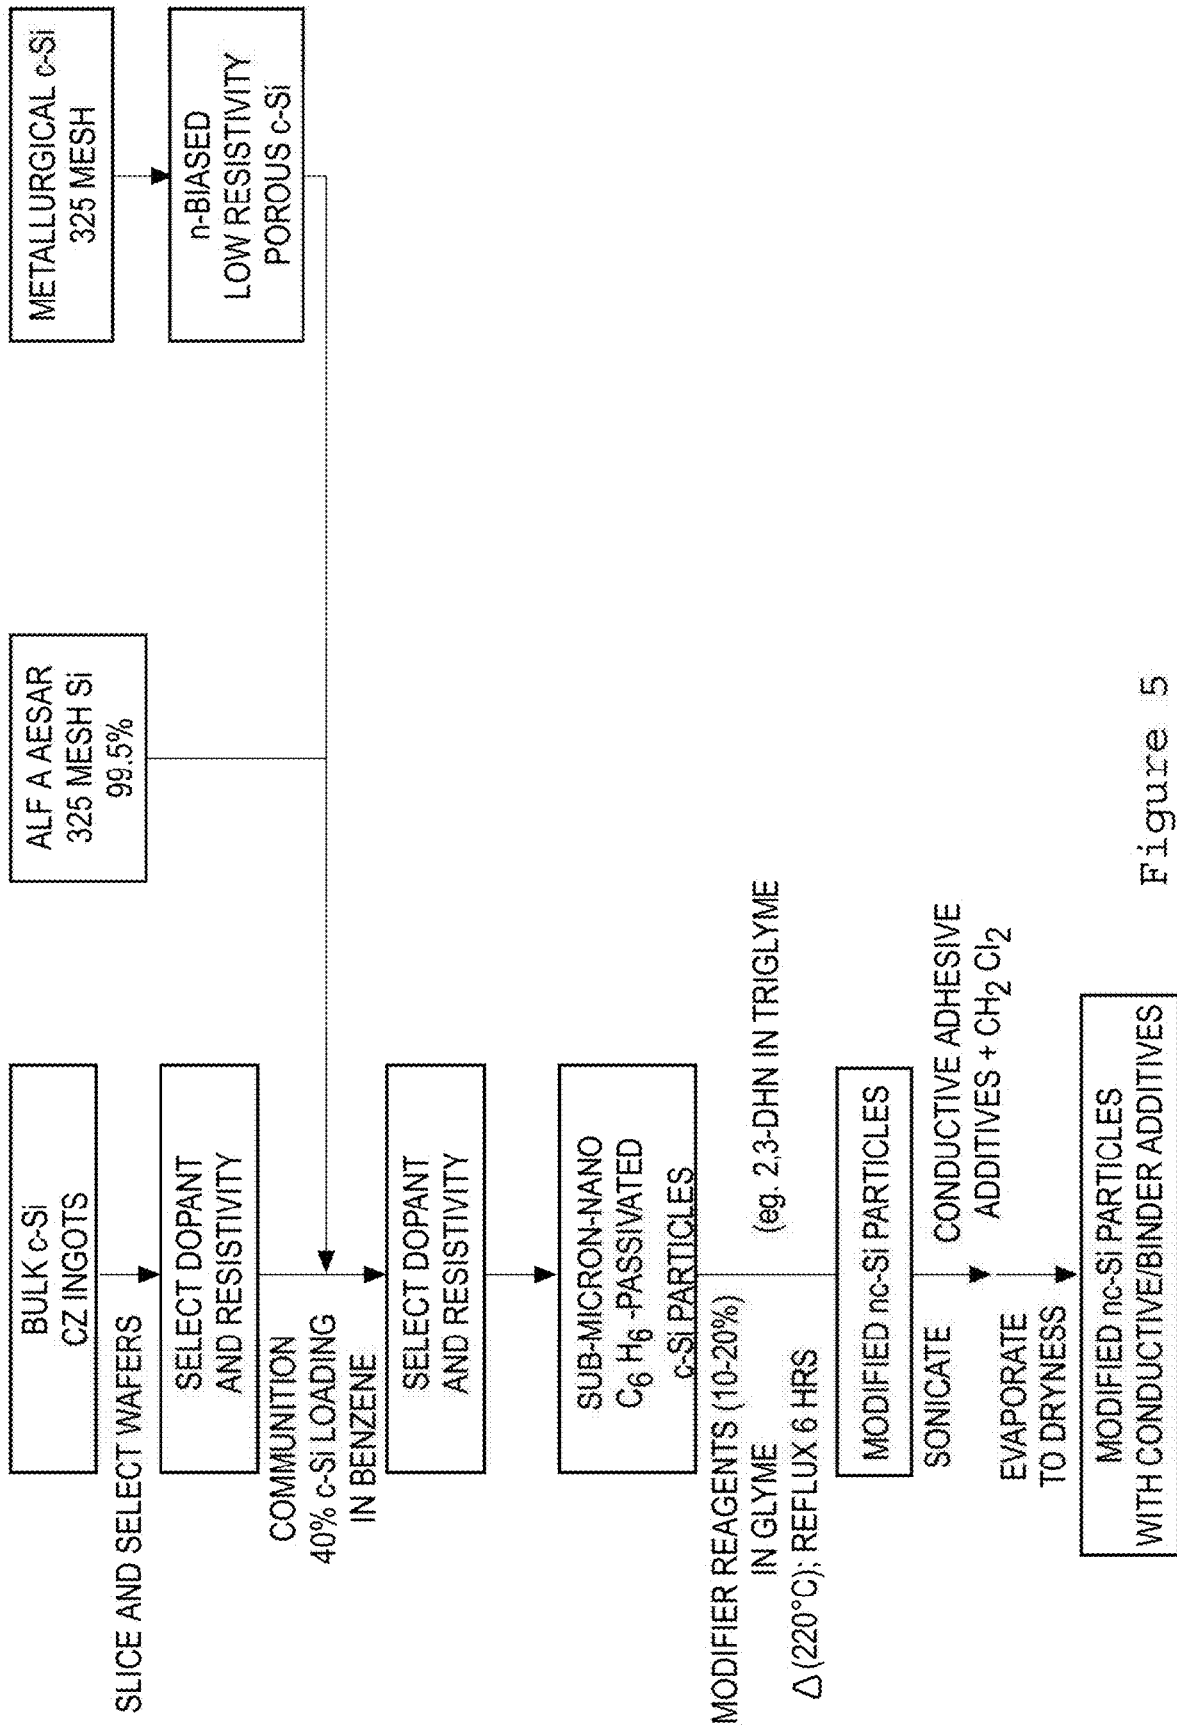 BULK c-Si
CZ INGOTS
ALF A AESAR
325 MESH Si
99.5%
METALLURGICAL c-Si
325 MESH
SLICE AND SELECT WAFERS
SELECT DOPANT
AND RESISTIVITY
n-BIASED
LOW RESISTIVITY
POROUS c-Si
COMMUNITION
40% c-Si LOADING
IN BENZENE
SELECT DOPANT
AND RESISTIVITY
SUB-MICRON-NANO
C6 H6 -PASSIVATED
c-Si PARTICLES
MODIFIER REAGENTS (10-20%)
IN GLYME
Δ (220°C); REFLUX 6 HRS
(eg. 2,3-DHN IN TRIGLYME
MODIFIED nc-Si PARTICLES
SONICATE
CONDUCTIVE ADHESIVE
ADDITIVES + CH2 Cl2
EVAPORATE
TO DRYNESS
MODIFIED nc-Si PARTICLES
WITH CONDUCTIVE/BINDER ADDITIVES
Figure 5